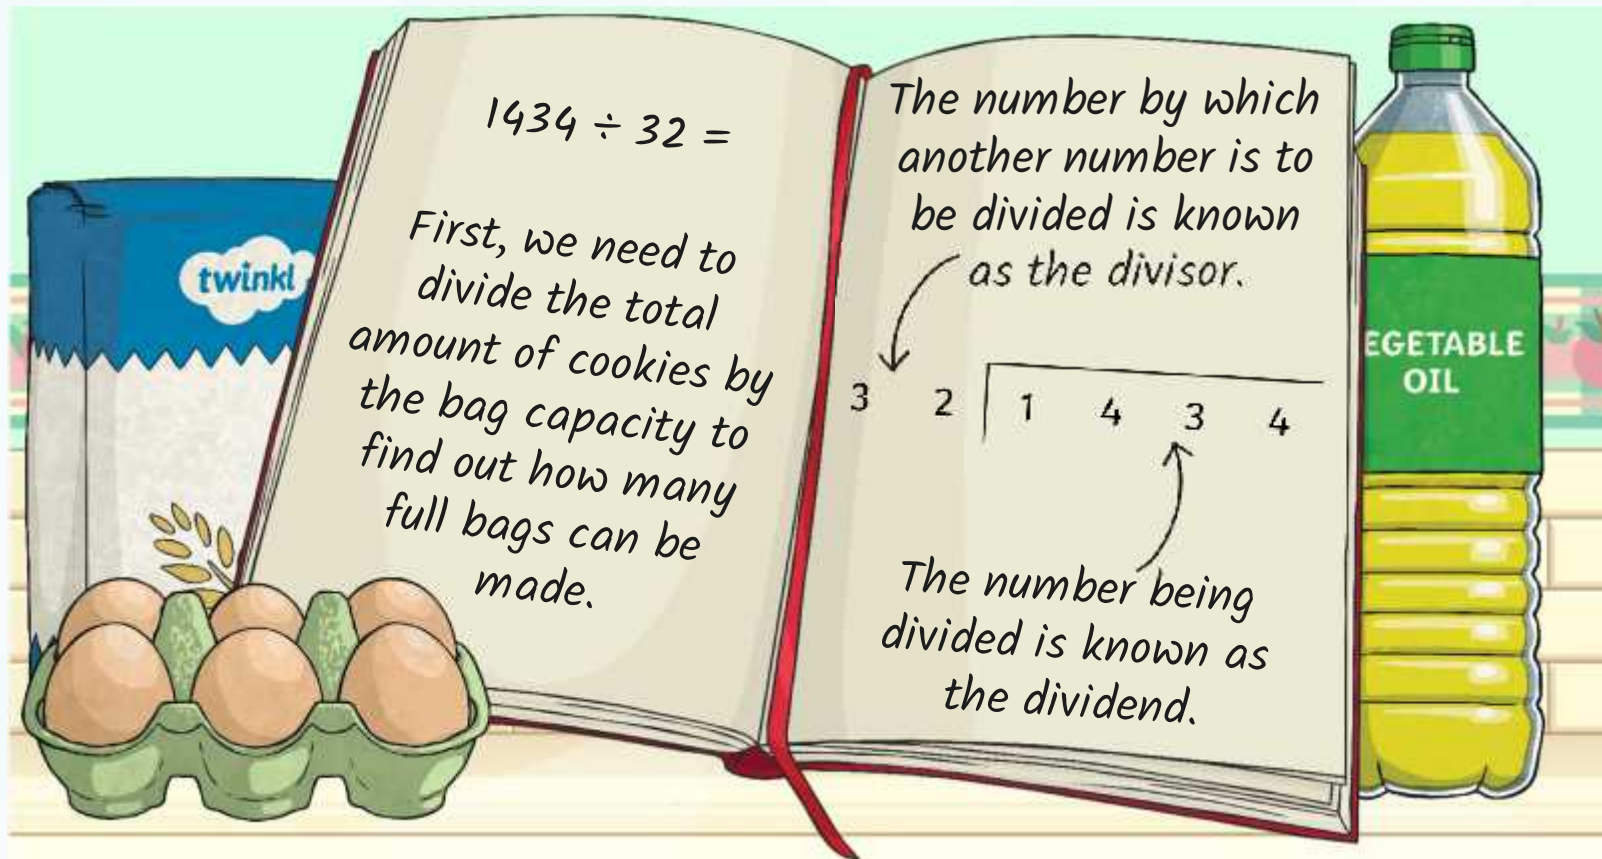 twinkl
1434 ÷ 32 =
First, we need to
divide the total
amount of cookies by
the bag capacity to
find out how many
full bags can be
made.
The number by which
another number is to
be divided is known
as the divisor.
3 2 1 4 3 4
The number being
divided is known as
the dividend.
EGETABLE
OIL